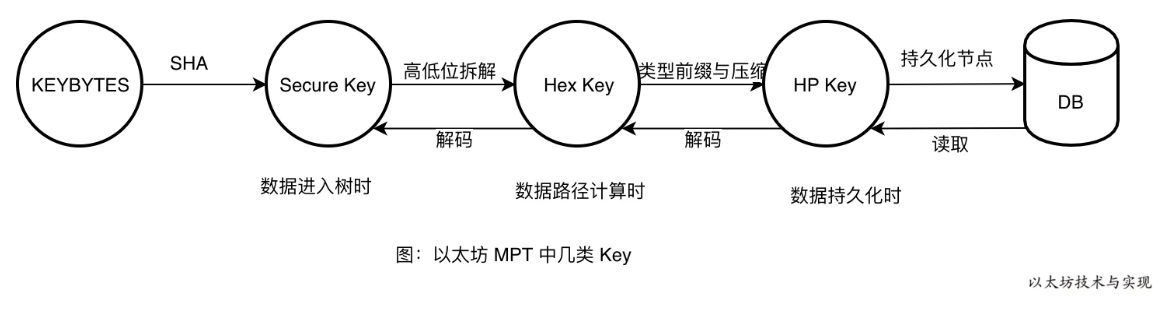 KEYBYTES
SHA
Secure Key
高低位拆解
解码
Hex Key
类型前缀与压缩
解码
HP Key
持久化节点
读取
DB
数据进入树时
数据路径计算时
数据持久化时
图：以太坊 MPT 中几类 Key
以太坊技术与实现